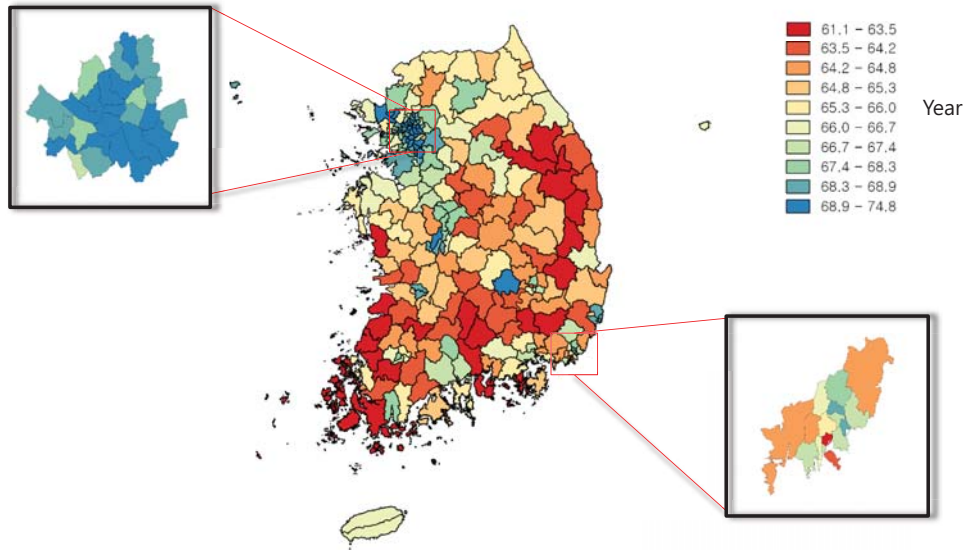 61.1 – 63.5
63.5 – 64.2
64.2 – 64.8
64.8 – 65.3
65.3 – 66.0
66.0 – 66.7
66.7 – 67.4
67.4 – 68.3
68.3 – 68.9
68.9 – 74.8
Year